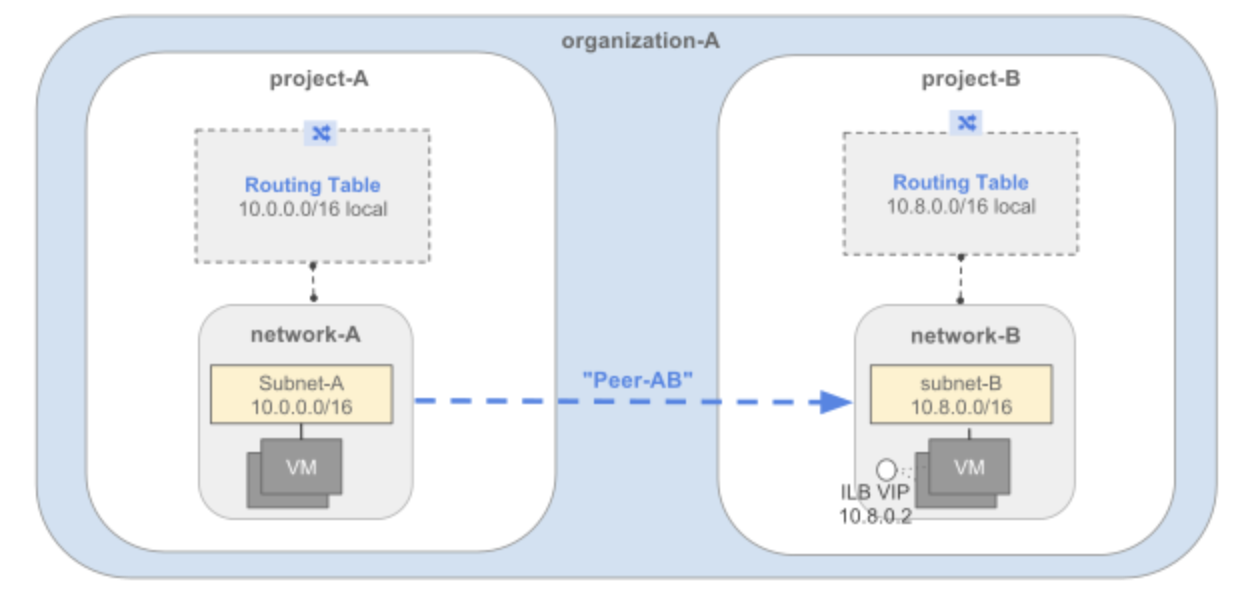 organization-A
project-A
Routing Table
10.0.0.0/16 local
network-A
Subnet-A
10.0.0.0/16
VM
"Peer-AB"
project-B
Routing Table
10.8.0.0/16 local
network-B
subnet-B
10.8.0.0/16
VM
ILB VIP
10.8.0.2